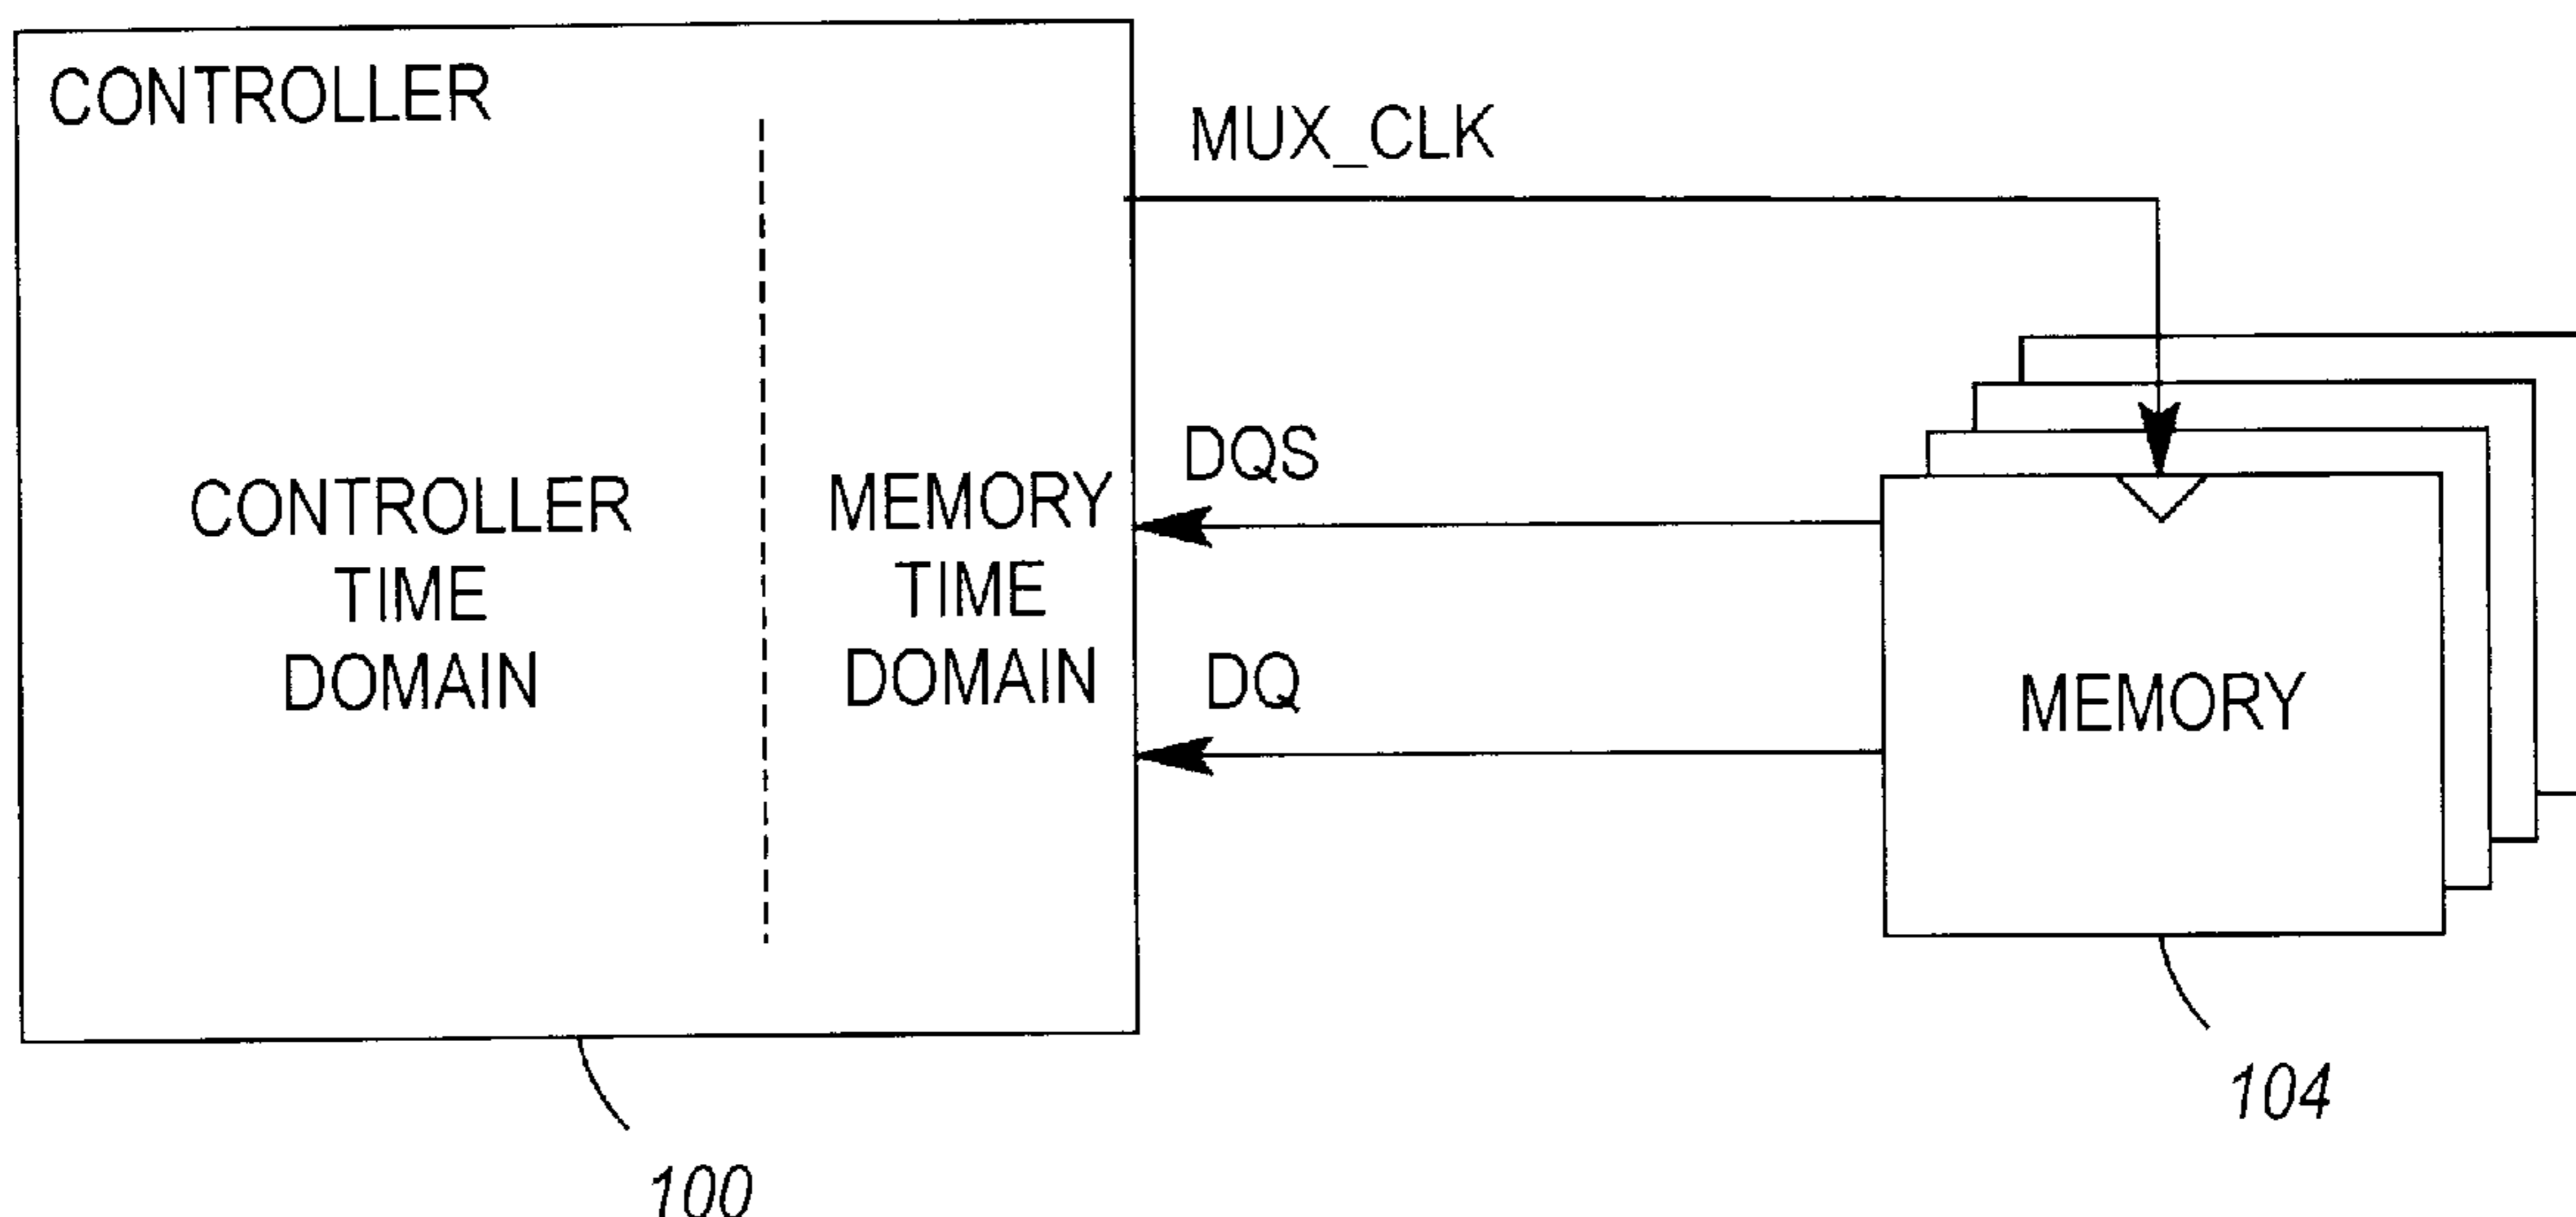 CONTROLLER
MUX_CLK
CONTROLLER
TIME
DOMAIN
MEMORY
TIME
DOMAIN
DQS
DQ
MEMORY
104
100